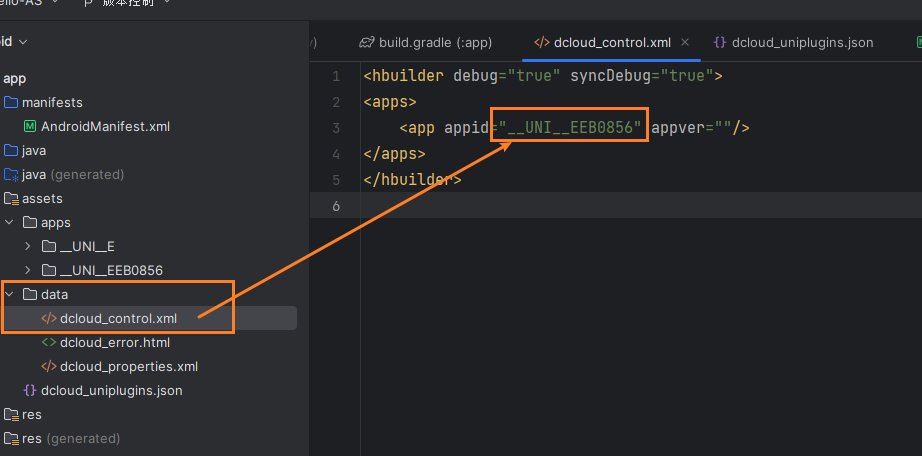 ello-AS 版本控制
oid
app
manifests
AndroidManifest.xml
java
java (generated)
assets
apps
__UNI__E
__UNI__EEB0856
data
dcloud_control.xml
dcloud_error.html
dcloud_properties.xml
dcloud_uniplugins.json
res
res (generated)
build.gradle (:app)
dcloud_control.xml
dcloud_uniplugins.json
1 <hbuilder debug="true" syncDebug="true">
2 <apps>
3 <app appid="__UNI__EEB0856" appver=""/>
4 </apps>
5 </hbuilder>
6